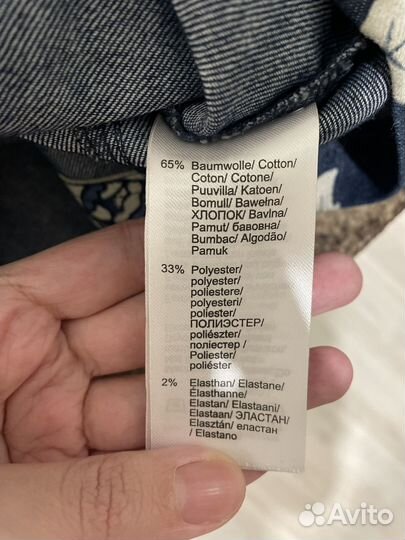 65% Baumwolle/ Cotton/
Coton/ Cotone/
Puuvilla/ Katoen/
Bomull/ Bawełna/
ХЛОПОК/ Bavlna/
Pamut/ бавовна/
Bumbac/ Algodão/
Pamuk
33% Polyester/
polyester/
poliestere/
polyesteri/
poliester/
ПОЛИЭСТЕР/
poliészter/
поліестер /
Poliester/
poliéster
2% Elasthan/ Elastane/
Élasthanne/
Elastan/ Elastaani/
Elastaan/ ЭЛАСТАН/
Elasztán/ еластан
/ Elastano
Avito